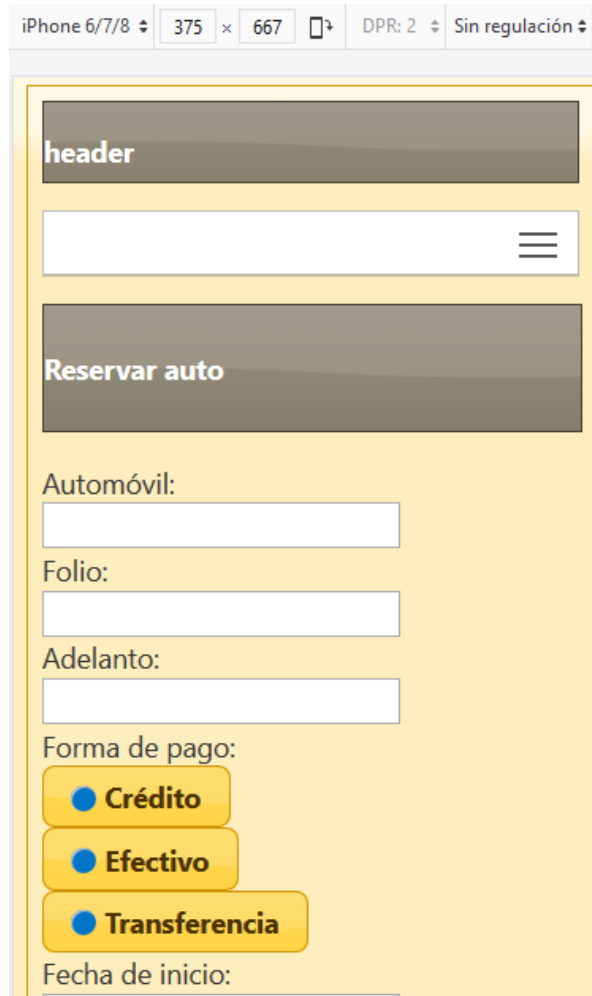 iPhone 6/7/8 375 × 667 DPR: 2 Sin regulación
header
Reservar auto
Automóvil:
Folio:
Adelanto:
Forma de pago:
Crédito
Efectivo
Transferencia
Fecha de inicio: